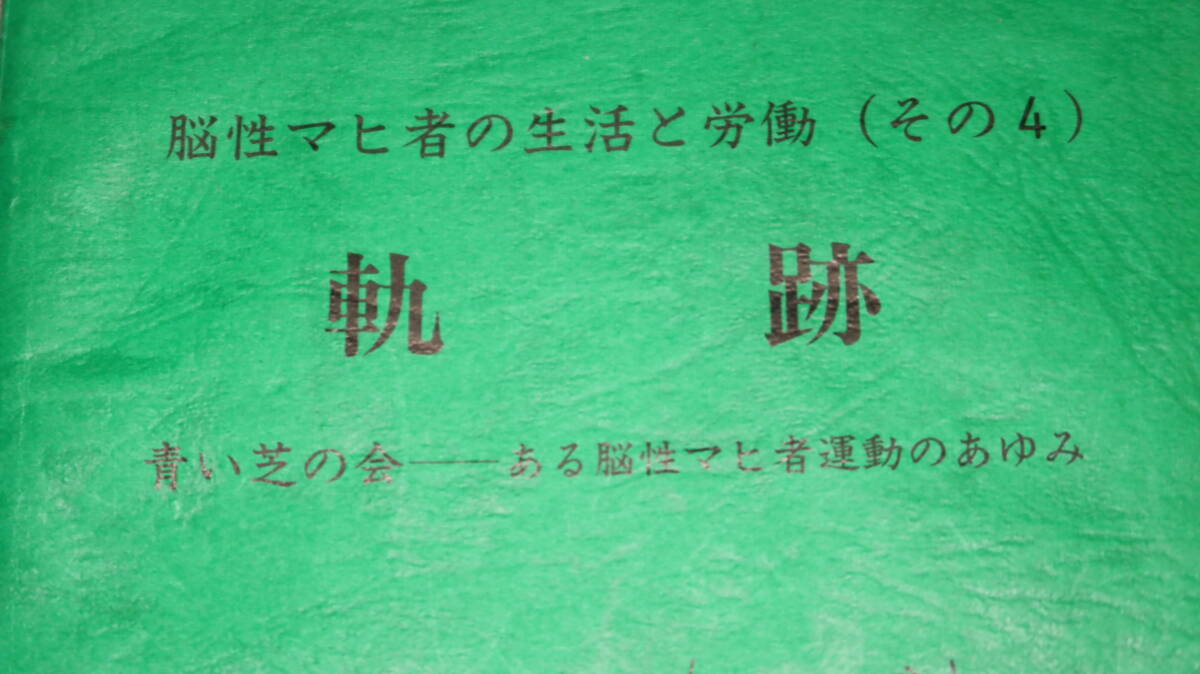 脳性マヒ者の生活と労働（その４）
軌跡
青い芝の会――ある脳性マヒ者運動のあゆみ